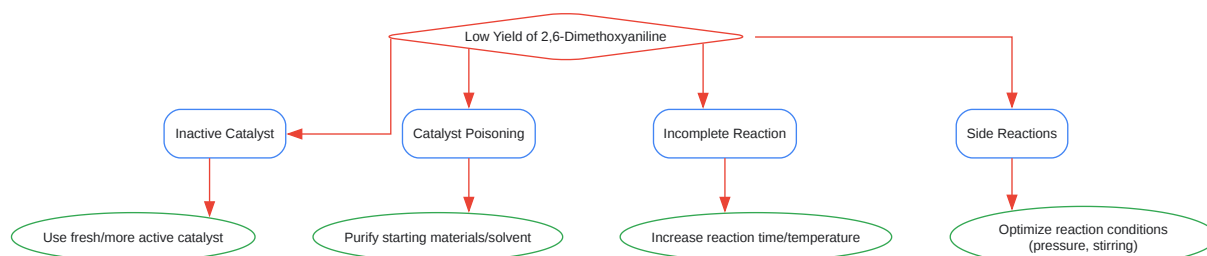 Low Yield of 2,6-Dimethoxyaniline
Inactive Catalyst
Catalyst Poisoning
Incomplete Reaction
Side Reactions
Use fresh/more active catalyst
Purify starting materials/solvent
Increase reaction time/temperature
Optimize reaction conditions
(pressure, stirring)